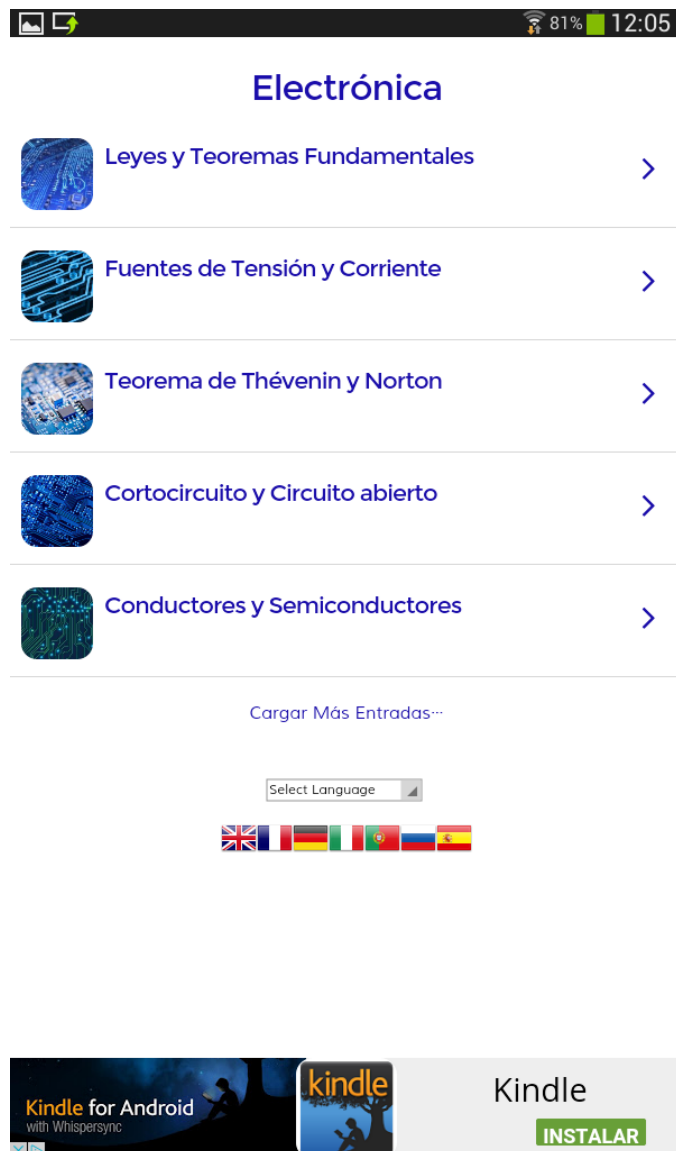 81% 12:05
Electrónica
Leyes y Teoremas Fundamentales
Fuentes de Tensión y Corriente
Teorema de Thévenin y Norton
Cortocircuito y Circuito abierto
Conductores y Semiconductores
Cargar Más Entradas…
Select Language
Kindle for Android
with Whispersync
kindle
Kindle
INSTALAR